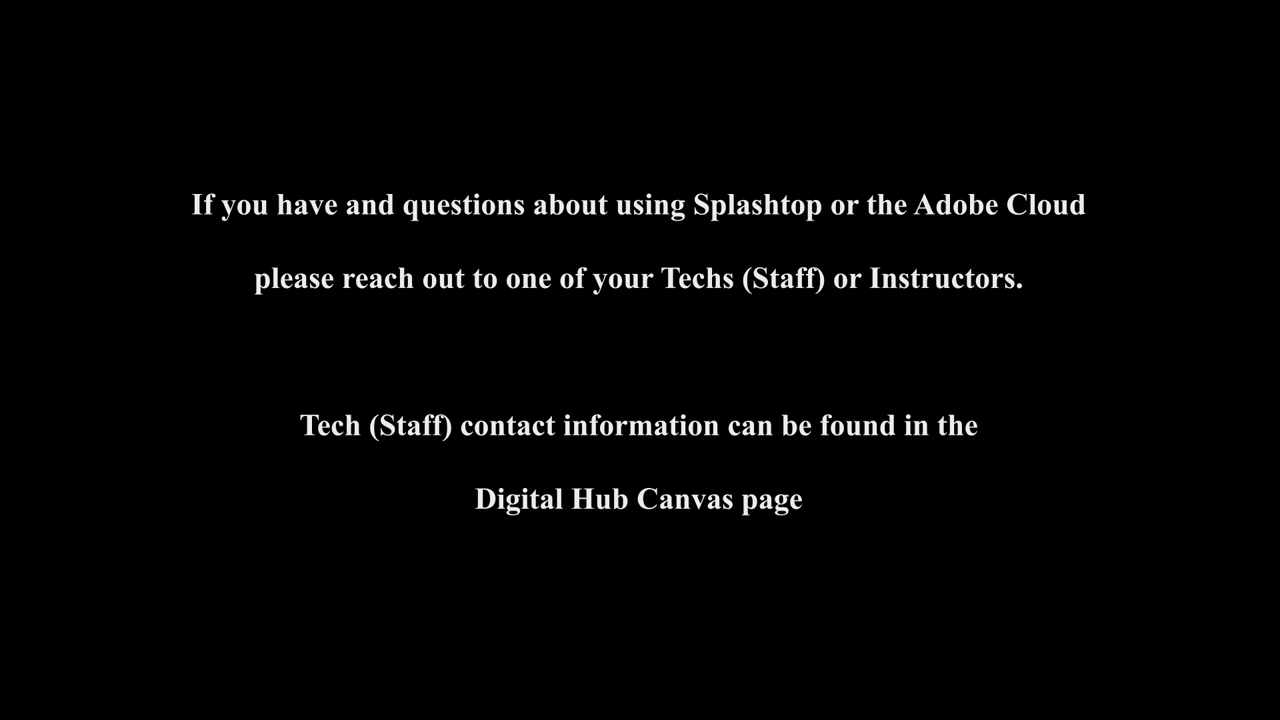 If you have and questions about using Splashtop or the Adobe Cloud
please reach out to one of your Techs (Staff) or Instructors.
Tech (Staff) contact information can be found in the
Digital Hub Canvas page